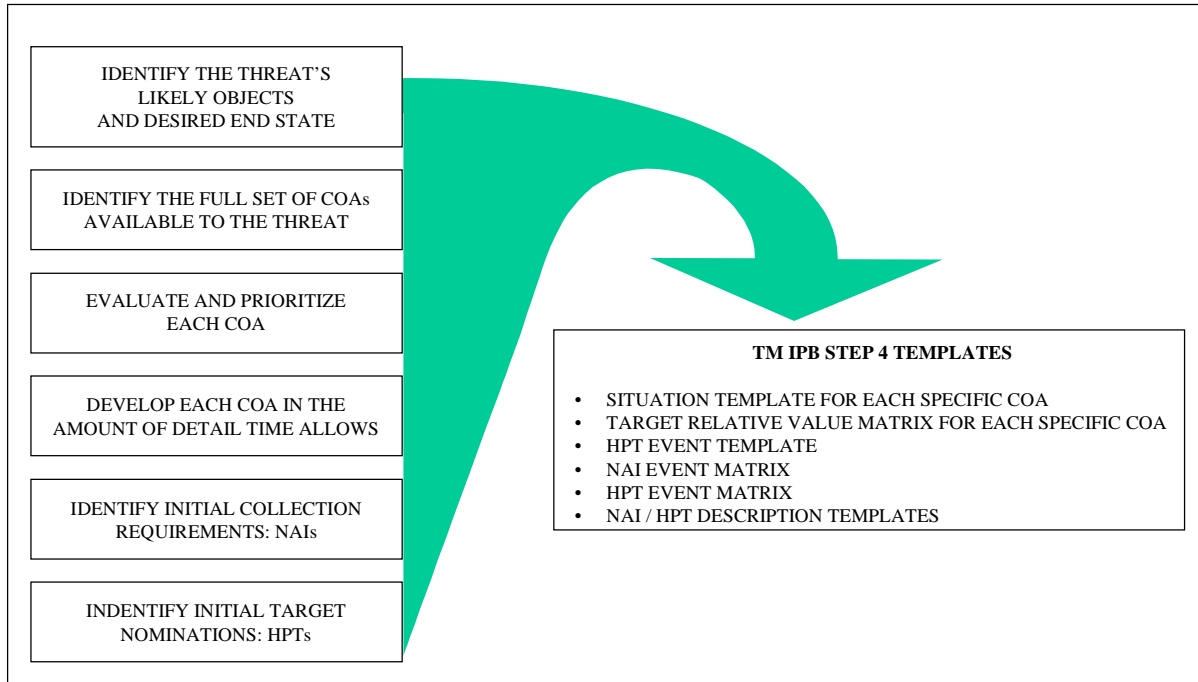 IDENTIFY THE THREAT'S
LIKELY OBJECTS
AND DESIRED END STATE
IDENTIFY THE FULL SET OF COAs
AVAILABLE TO THE THREAT
EVALUATE AND PRIORITIZE
EACH COA
DEVELOP EACH COA IN THE
AMOUNT OF DETAIL TIME ALLOWS
IDENTIFY INITIAL COLLECTION
REQUIREMENTS: NAIs
INDENTIFY INITIAL TARGET
NOMINATIONS: HPTs
TM IPB STEP 4 TEMPLATES
• SITUATION TEMPLATE FOR EACH SPECIFIC COA
• TARGET RELATIVE VALUE MATRIX FOR EACH SPECIFIC COA
• HPT EVENT TEMPLATE
• NAI EVENT MATRIX
• HPT EVENT MATRIX
• NAI / HPT DESCRIPTION TEMPLATES